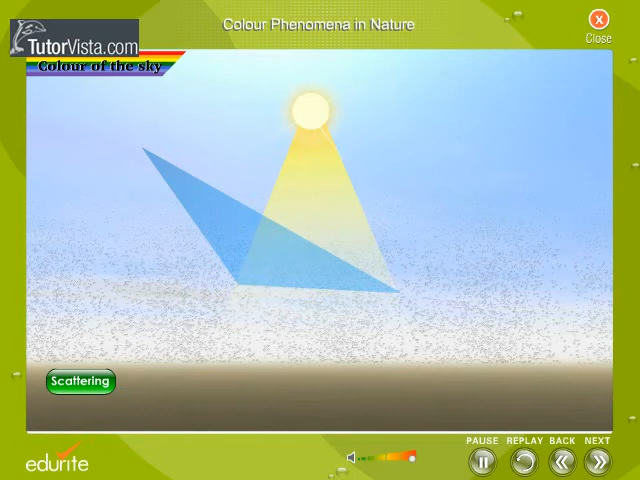 Colour Phenomena in Nature
x
Close
TutorVista.com
Colour of the sky
Scattering
PAUSE REPLAY BACK NEXT
edurite